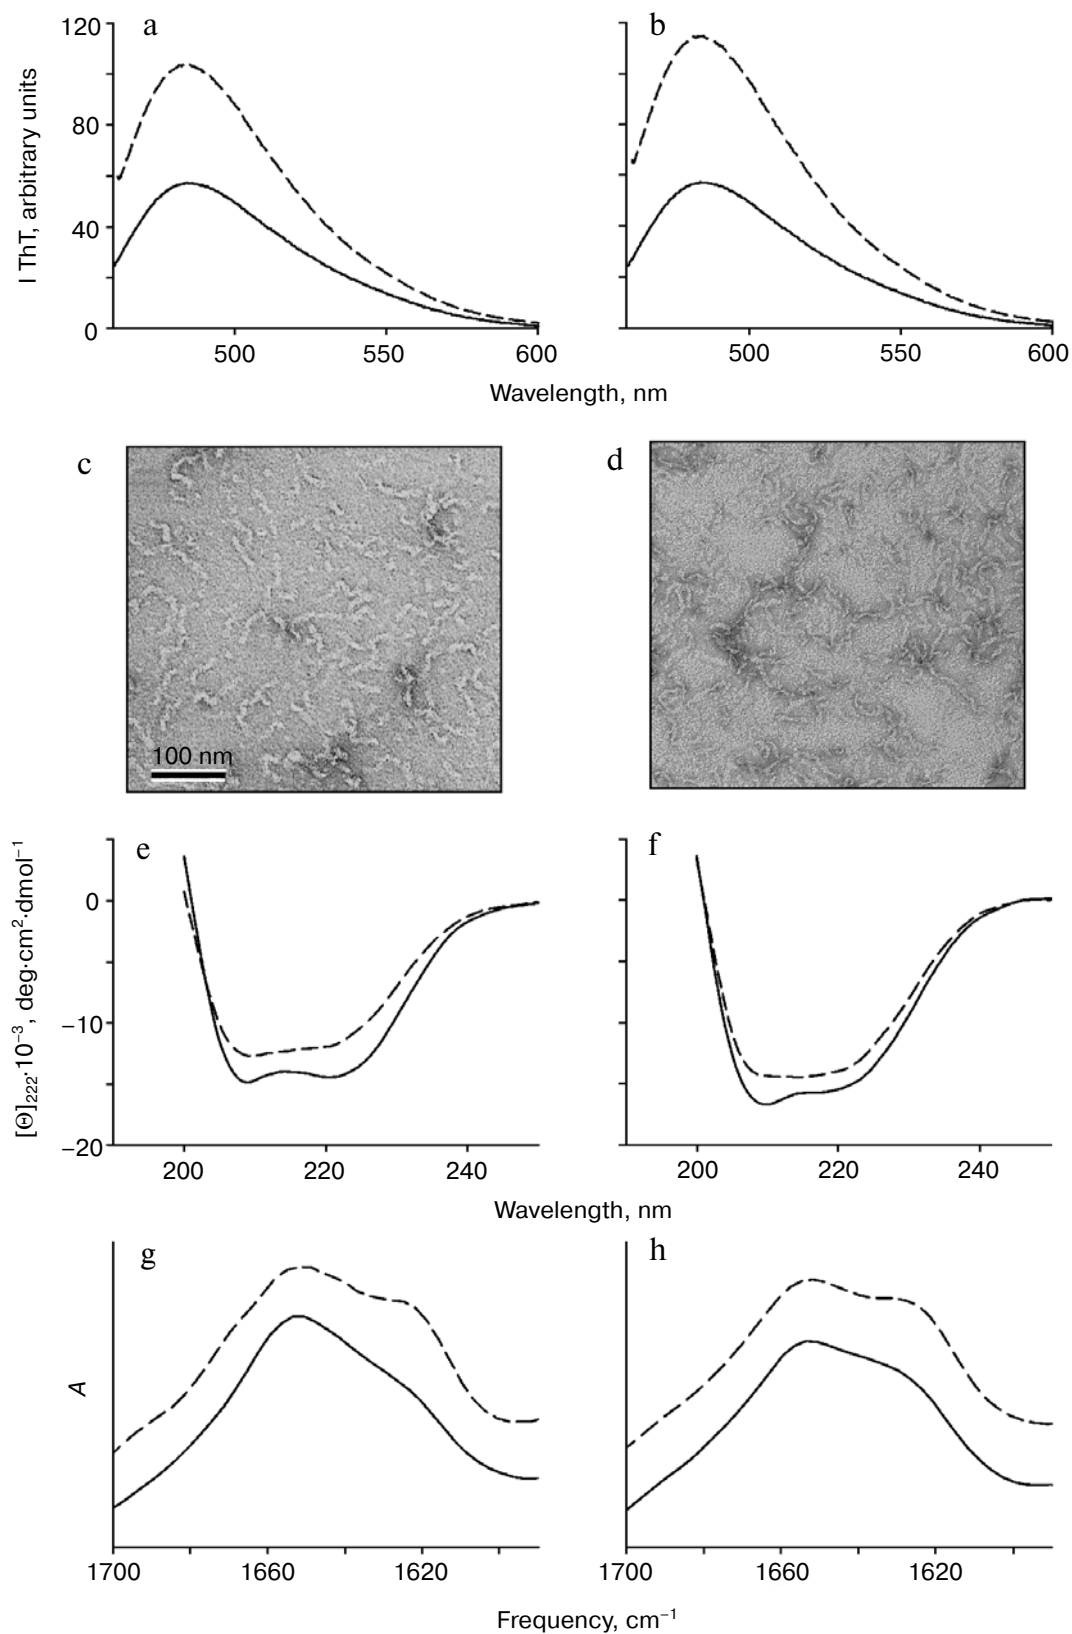 a
b
120
80
40
0
I ThT, arbitrary units
500
550
600
500
550
600
Wavelength, nm
c
d
100 nm
e
f
0
−10
−20
[Θ]₂₂₂·10⁻³, deg·cm²·dmol⁻¹
200
220
240
200
220
240
Wavelength, nm
g
h
A
1700
1660
1620
1700
1660
1620
Frequency, cm⁻¹